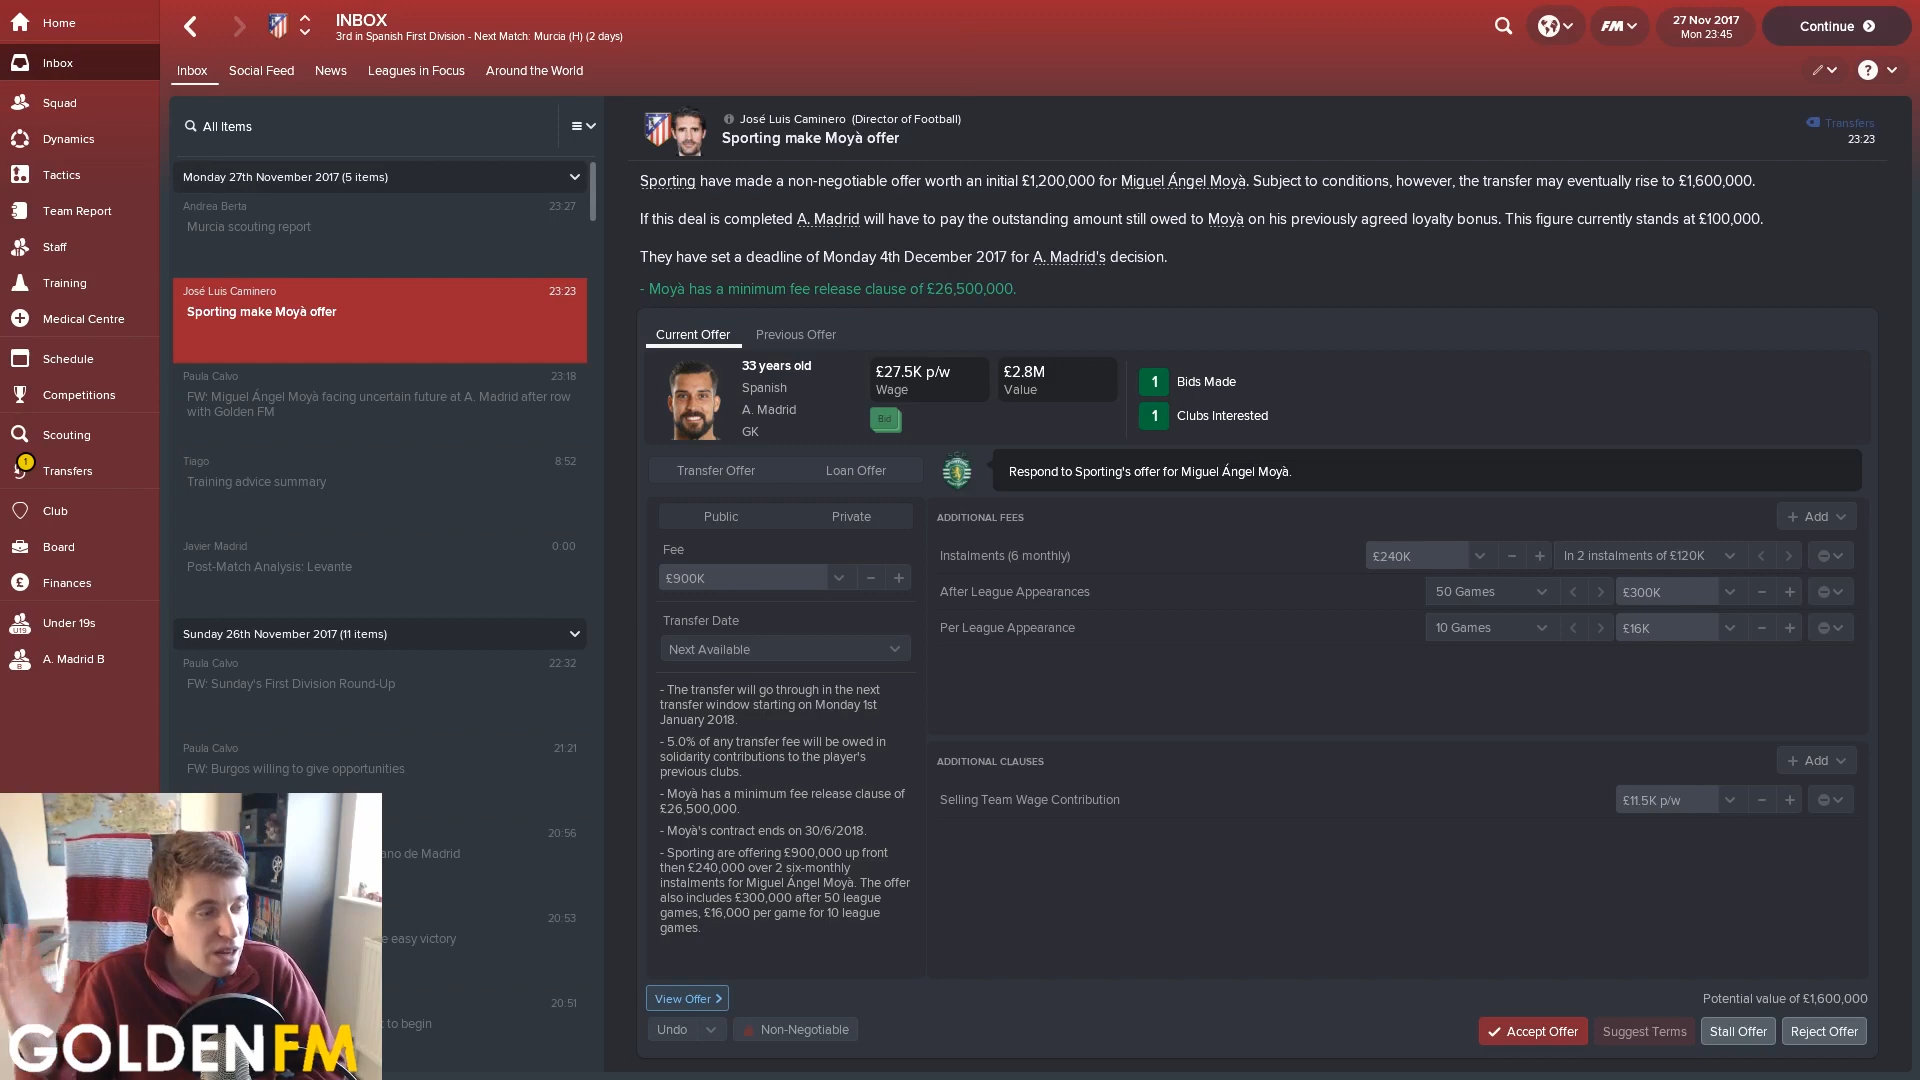 Home
Inbox
Squad
Dynamics
Tactics
Team Report
Staff
Training
Medical Centre
Schedule
Competitions
Scouting
1
Transfers
Club
Board
Finances
U19
Under 19s
B
A. Madrid B
INBOX
3rd in Spanish First Division - Next Match: Murcia (H) (2 days)
FM
27 Nov 2017
Mon 23:45
Continue
Inbox
Social Feed
News
Leagues in Focus
Around the World
?
All Items
Monday 27th November 2017 (5 items)
Andrea Berta 23:27
Murcia scouting report
José Luis Caminero 23:23
Sporting make Moyà offer
Paula Calvo 23:18
FW: Miguel Ángel Moyà facing uncertain future at A. Madrid after row
with Golden FM
Tiago 8:52
Training advice summary
Javier Madrid 0:00
Post-Match Analysis: Levante
Sunday 26th November 2017 (11 items)
Paula Calvo 22:32
FW: Sunday's First Division Round-Up
Paula Calvo 21:21
FW: Burgos willing to give opportunities
20:56
ano de Madrid
20:53
e easy victory
20:51
to begin
GOLDENFM
José Luis Caminero (Director of Football)
Sporting make Moyà offer
Transfers
23:23
Sporting have made a non-negotiable offer worth an initial £1,200,000 for Miguel Ángel Moyà. Subject to conditions, however, the transfer may eventually rise to £1,600,000.
If this deal is completed A. Madrid will have to pay the outstanding amount still owed to Moyà on his previously agreed loyalty bonus. This figure currently stands at £100,000.
They have set a deadline of Monday 4th December 2017 for A. Madrid's decision.
- Moyà has a minimum fee release clause of £26,500,000.
Current Offer
Previous Offer
33 years old
Spanish
A. Madrid
GK
£27.5K p/w
Wage
£2.8M
Value
Bid
1 Bids Made
1 Clubs Interested
Transfer Offer
Loan Offer
Respond to Sporting's offer for Miguel Ángel Moyà.
Public
Private
Fee
£900K
Transfer Date
Next Available
- The transfer will go through in the next
transfer window starting on Monday 1st
January 2018.
- 5.0% of any transfer fee will be owed in
solidarity contributions to the player's
previous clubs.
- Moyà has a minimum fee release clause of
£26,500,000.
- Moyà's contract ends on 30/6/2018.
- Sporting are offering £900,000 up front
then £240,000 over 2 six-monthly
instalments for Miguel Ángel Moyà. The offer
also includes £300,000 after 50 league
games, £16,000 per game for 10 league
games.
ADDITIONAL FEES
Add
Instalments (6 monthly) £240K In 2 instalments of £120K
After League Appearances 50 Games £300K
Per League Appearance 10 Games £16K
ADDITIONAL CLAUSES
Add
Selling Team Wage Contribution £11.5K p/w
View Offer
Potential value of £1,600,000
Undo
Non-Negotiable
Accept Offer
Suggest Terms
Stall Offer
Reject Offer